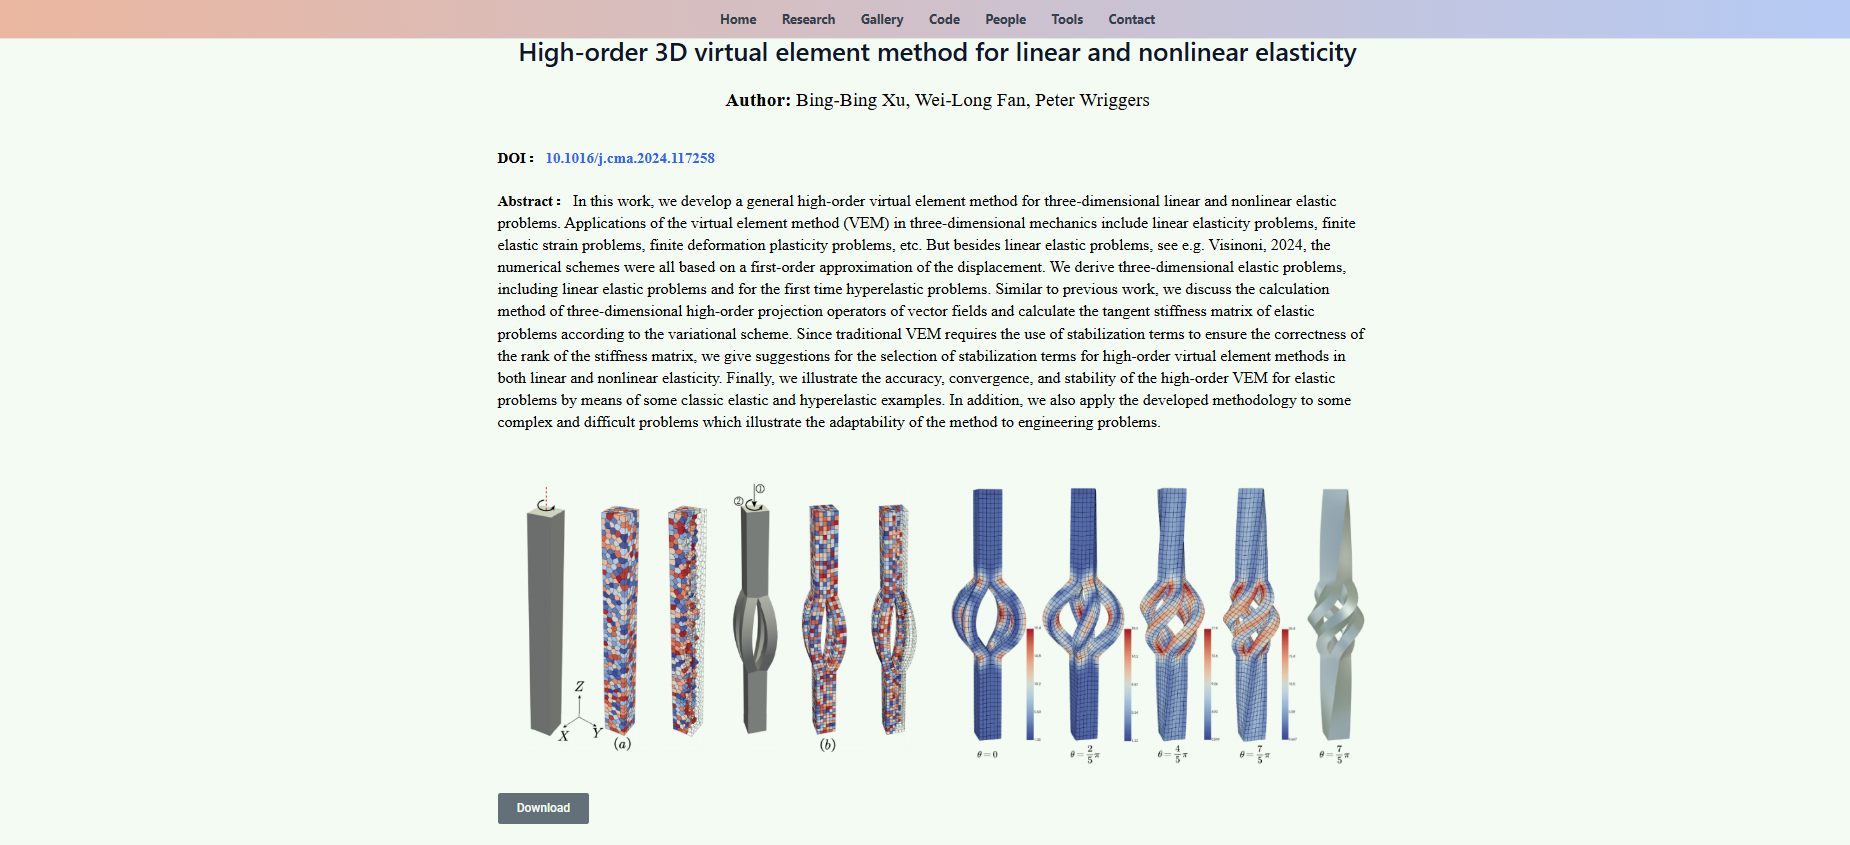 Home Research Gallery Code People Tools Contact
High-order 3D virtual element method for linear and nonlinear elasticity
Author: Bing-Bing Xu, Wei-Long Fan, Peter Wriggers
DOI： 10.1016/j.cma.2024.117258
Abstract： In this work, we develop a general high-order virtual element method for three-dimensional linear and nonlinear elastic
problems. Applications of the virtual element method (VEM) in three-dimensional mechanics include linear elasticity problems, finite
elastic strain problems, finite deformation plasticity problems, etc. But besides linear elastic problems, see e.g. Visinoni, 2024, the
numerical schemes were all based on a first-order approximation of the displacement. We derive three-dimensional elastic problems,
including linear elastic problems and for the first time hyperelastic problems. Similar to previous work, we discuss the calculation
method of three-dimensional high-order projection operators of vector fields and calculate the tangent stiffness matrix of elastic
problems according to the variational scheme. Since traditional VEM requires the use of stabilization terms to ensure the correctness of
the rank of the stiffness matrix, we give suggestions for the selection of stabilization terms for high-order virtual element methods in
both linear and nonlinear elasticity. Finally, we illustrate the accuracy, convergence, and stability of the high-order VEM for elastic
problems by means of some classic elastic and hyperelastic examples. In addition, we also apply the developed methodology to some
complex and difficult problems which illustrate the adaptability of the method to engineering problems.
① ②
Z
X Y
(a) (b)
θ = 0 θ = 2/5 π θ = 4/5 π θ = 7/5 π θ = 7/5 π
Download